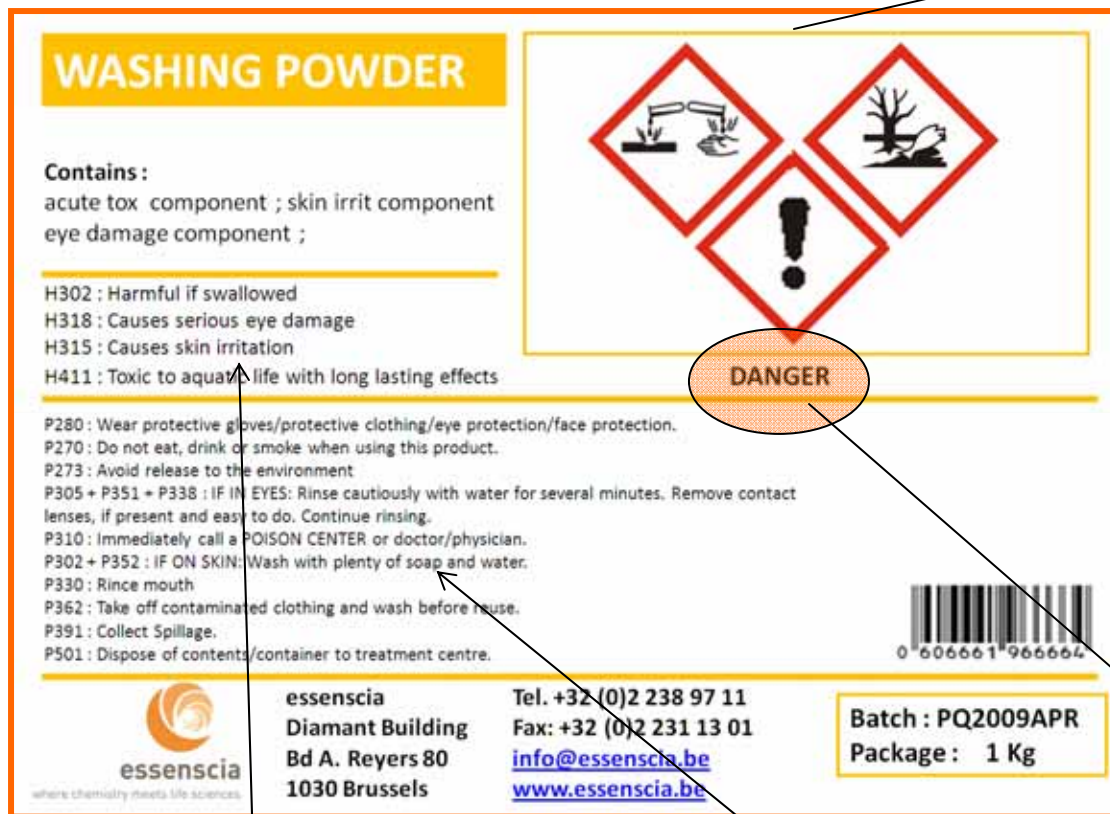 WASHING POWDER
Contains :
acute tox component ; skin irrit component
eye damage component ;
H302 : Harmful if swallowed
H318 : Causes serious eye damage
H315 : Causes skin irritation
H411 : Toxic to aquatic life with long lasting effects
DANGER
P280 : Wear protective gloves/protective clothing/eye protection/face protection.
P270 : Do not eat, drink or smoke when using this product.
P273 : Avoid release to the environment
P305 + P351 + P338 : IF IN EYES: Rinse cautiously with water for several minutes. Remove contact
lenses, if present and easy to do. Continue rinsing.
P310 : Immediately call a POISON CENTER or doctor/physician.
P302 + P352 : IF ON SKIN: Wash with plenty of soap and water.
P330 : Rince mouth
P362 : Take off contaminated clothing and wash before reuse.
P391 : Collect Spillage.
P501 : Dispose of contents/container to treatment centre.
0 606661 966664
essenscia
where chemistry meets life sciences
essenscia
Diamant Building
Bd A. Reyers 80
1030 Brussels
Tel. +32 (0)2 238 97 11
Fax: +32 (0)2 231 13 01
info@essenscia.be
www.essenscia.be
Batch : PQ2009APR
Package : 1 Kg